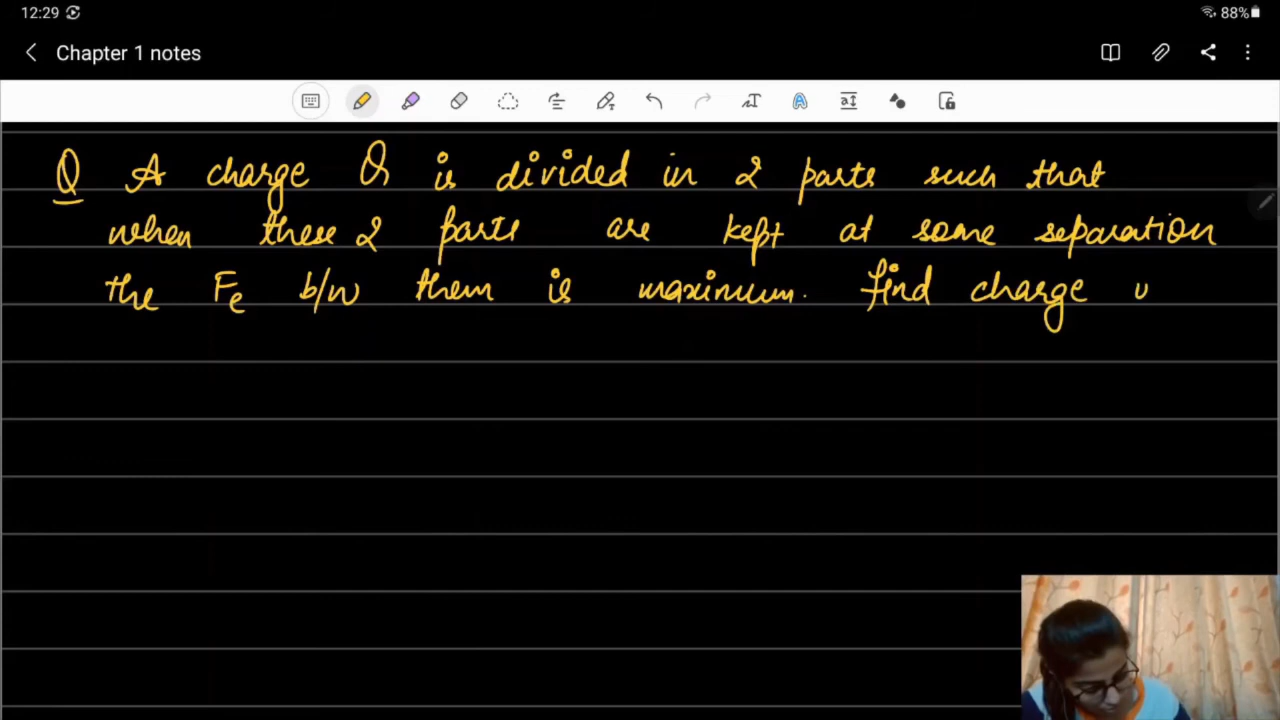 12:29
88%
Chapter 1 notes
Q A charge Q is divided in 2 parts such that
when these 2 parts are kept at some separation
the Fe b/w them is maximum. find charge